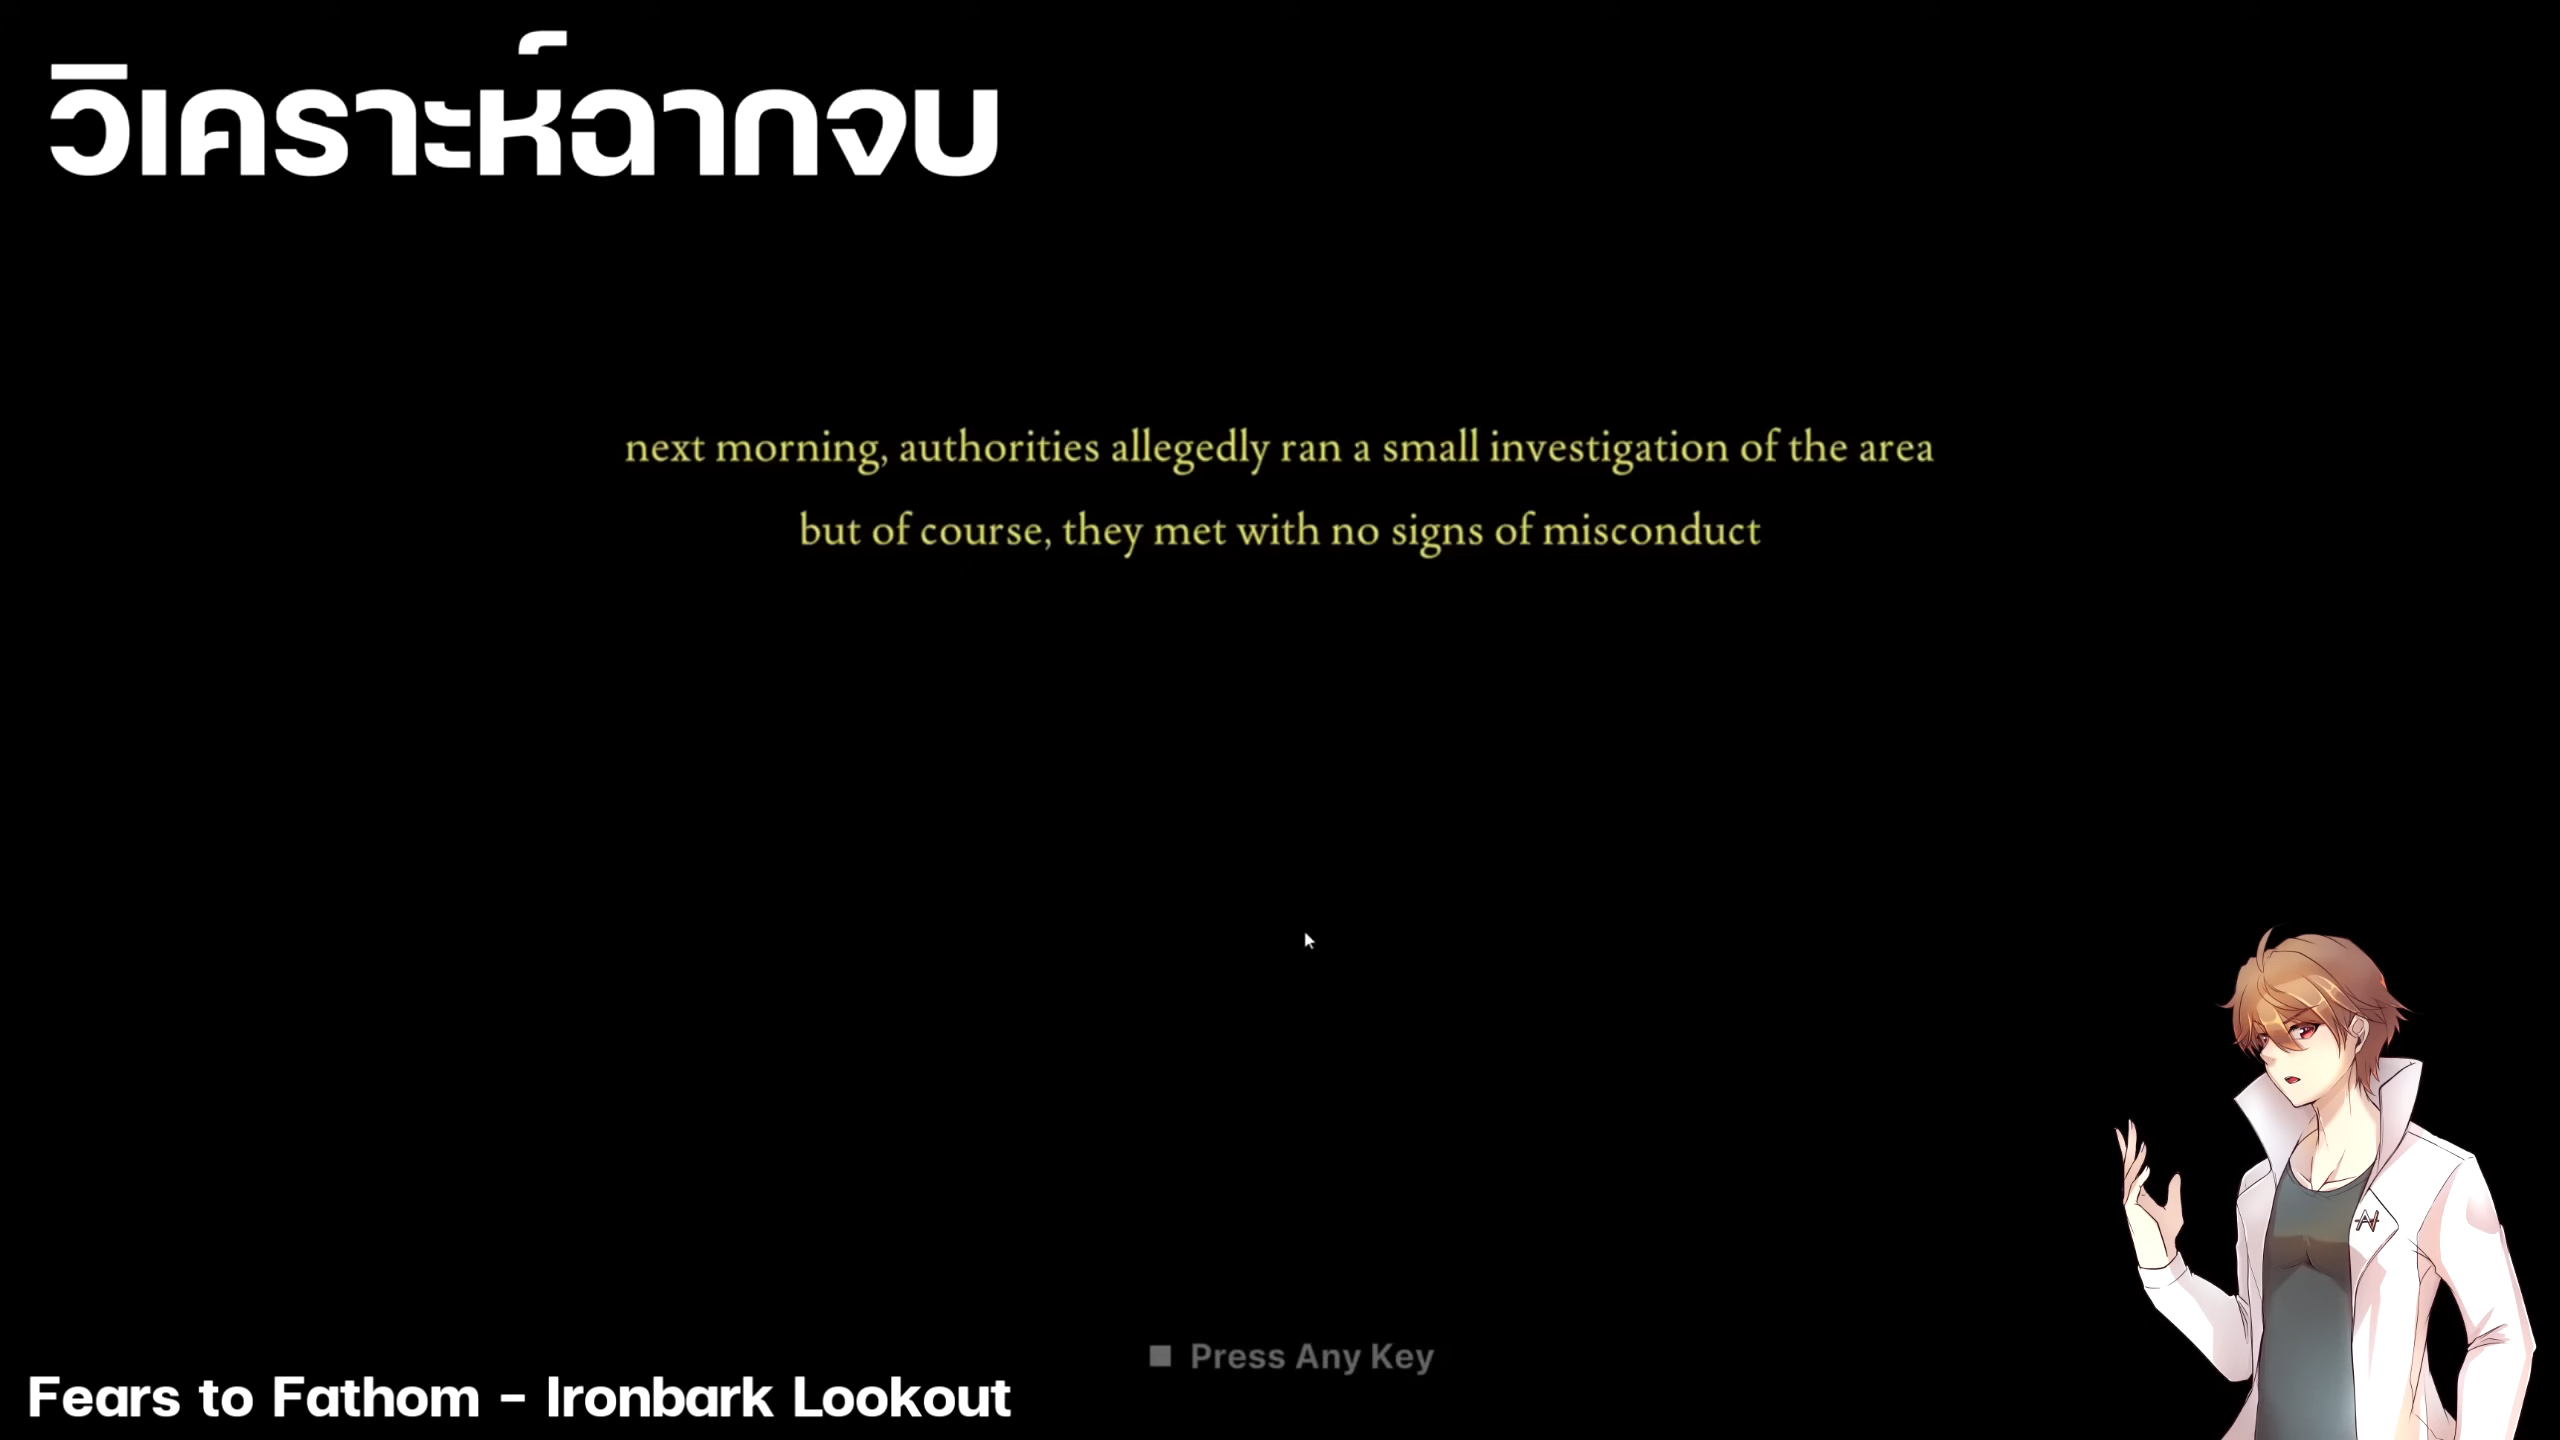 วิเคราะห์ฉากจบ
next morning, authorities allegedly ran a small investigation of the area
but of course, they met with no signs of misconduct
Press Any Key
Fears to Fathom - Ironbark Lookout